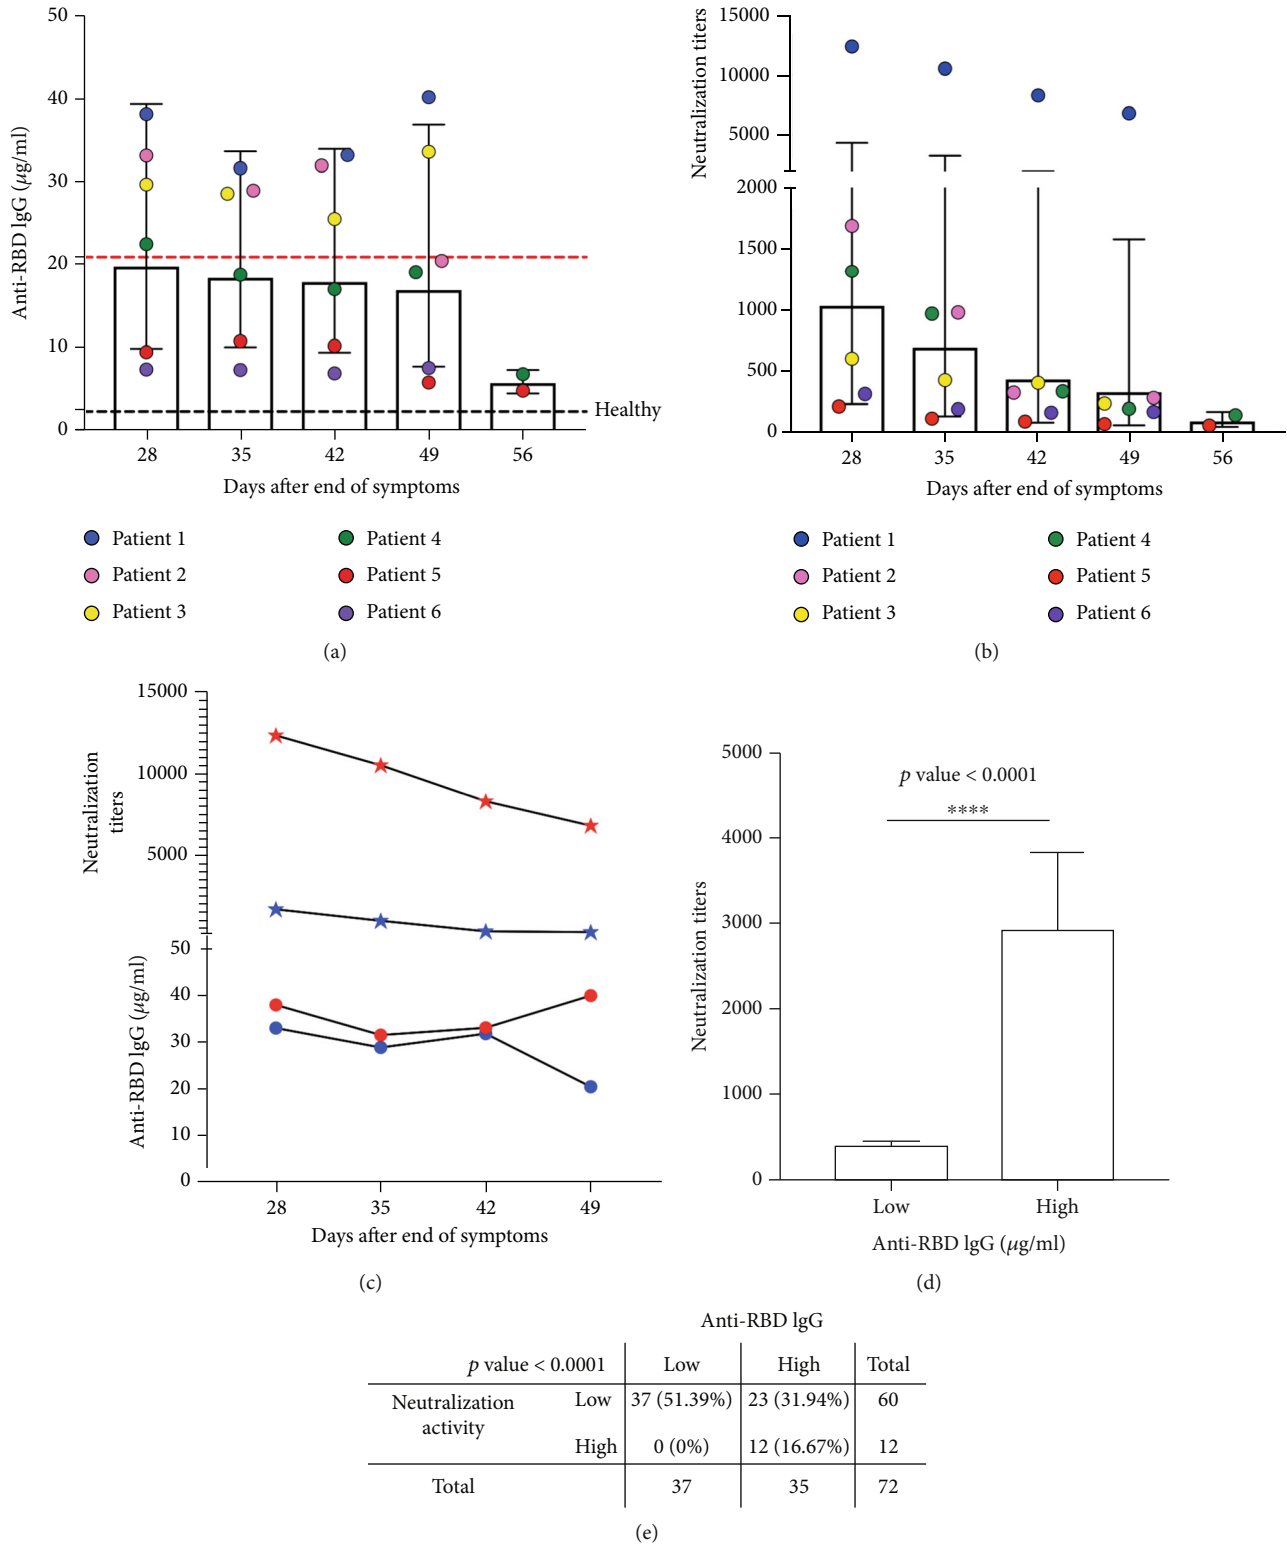 50
40
30
20
10
0
Anti-RBD lgG (μg/ml)
Healthy
28 35 42 49 56
Days after end of symptoms
Patient 1 Patient 4
Patient 2 Patient 5
Patient 3 Patient 6
(a)
15000
10000
5000
2000
1500
1000
500
0
Neutralization titers
28 35 42 49 56
Days after end of symptoms
Patient 1 Patient 4
Patient 2 Patient 5
Patient 3 Patient 6
(b)
15000
10000
5000
Neutralization
titers
50
40
30
20
10
0
Anti-RBD lgG (μg/ml)
28 35 42 49
Days after end of symptoms
(c)
5000
4000
3000
2000
1000
0
Neutralization titers
p value < 0.0001
****
Low High
Anti-RBD lgG (μg/ml)
(d)
Anti-RBD lgG
p value < 0.0001 Low High Total
Neutralization
activity
Low 37 (51.39%) 23 (31.94%) 60
High 0 (0%) 12 (16.67%) 12
Total 37 35 72
(e)